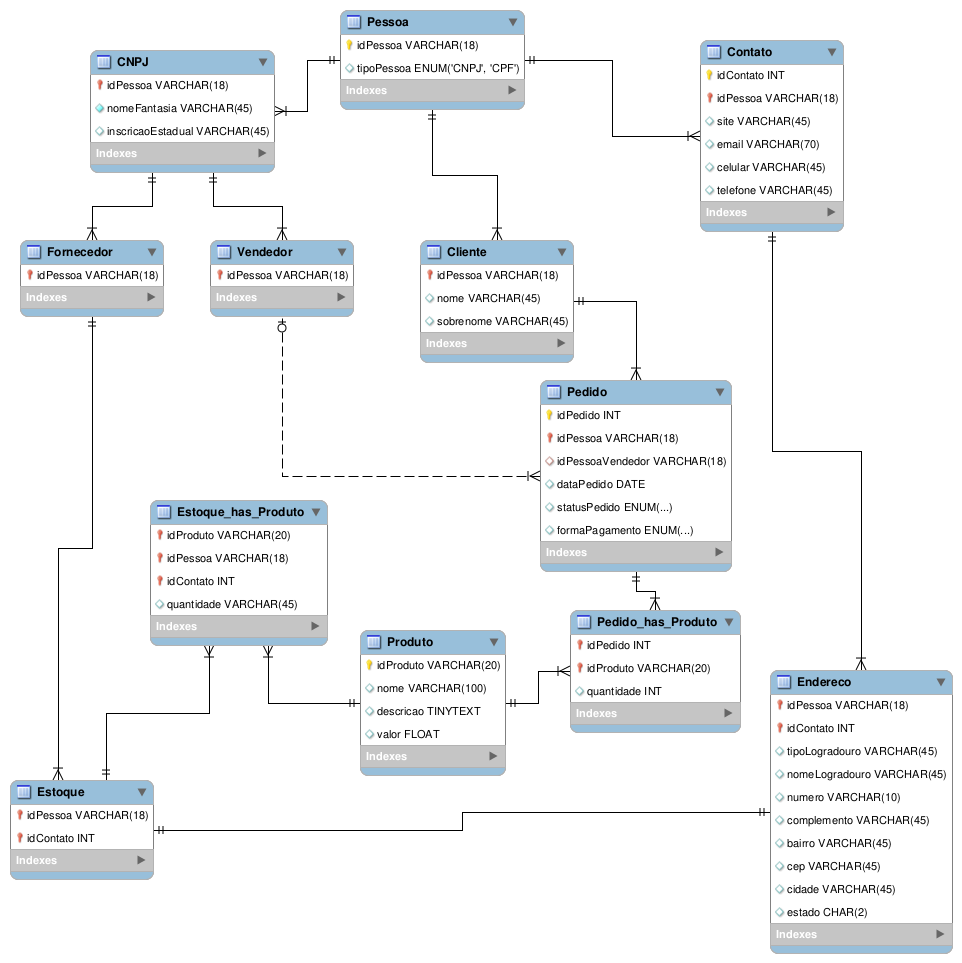 Pessoa
idPessoa VARCHAR(18)
tipoPessoa ENUM('CNPJ', 'CPF')
Indexes
CNPJ
idPessoa VARCHAR(18)
nomeFantasia VARCHAR(45)
inscricaoEstadual VARCHAR(45)
Indexes
Contato
idContato INT
idPessoa VARCHAR(18)
site VARCHAR(45)
email VARCHAR(70)
celular VARCHAR(45)
telefone VARCHAR(45)
Indexes
Fornecedor
idPessoa VARCHAR(18)
Indexes
Vendedor
idPessoa VARCHAR(18)
Indexes
Cliente
idPessoa VARCHAR(18)
nome VARCHAR(45)
sobrenome VARCHAR(45)
Indexes
Pedido
idPedido INT
idPessoa VARCHAR(18)
idPessoaVendedor VARCHAR(18)
dataPedido DATE
statusPedido ENUM(...)
formaPagamento ENUM(...)
Indexes
Estoque_has_Produto
idProduto VARCHAR(20)
idPessoa VARCHAR(18)
idContato INT
quantidade VARCHAR(45)
Indexes
Produto
idProduto VARCHAR(20)
nome VARCHAR(100)
descricao TINYTEXT
valor FLOAT
Indexes
Pedido_has_Produto
idPedido INT
idProduto VARCHAR(20)
quantidade INT
Indexes
Endereco
idPessoa VARCHAR(18)
idContato INT
tipoLogradouro VARCHAR(45)
nomeLogradouro VARCHAR(45)
numero VARCHAR(10)
complemento VARCHAR(45)
bairro VARCHAR(45)
cep VARCHAR(45)
cidade VARCHAR(45)
estado CHAR(2)
Indexes
Estoque
idPessoa VARCHAR(18)
idContato INT
Indexes